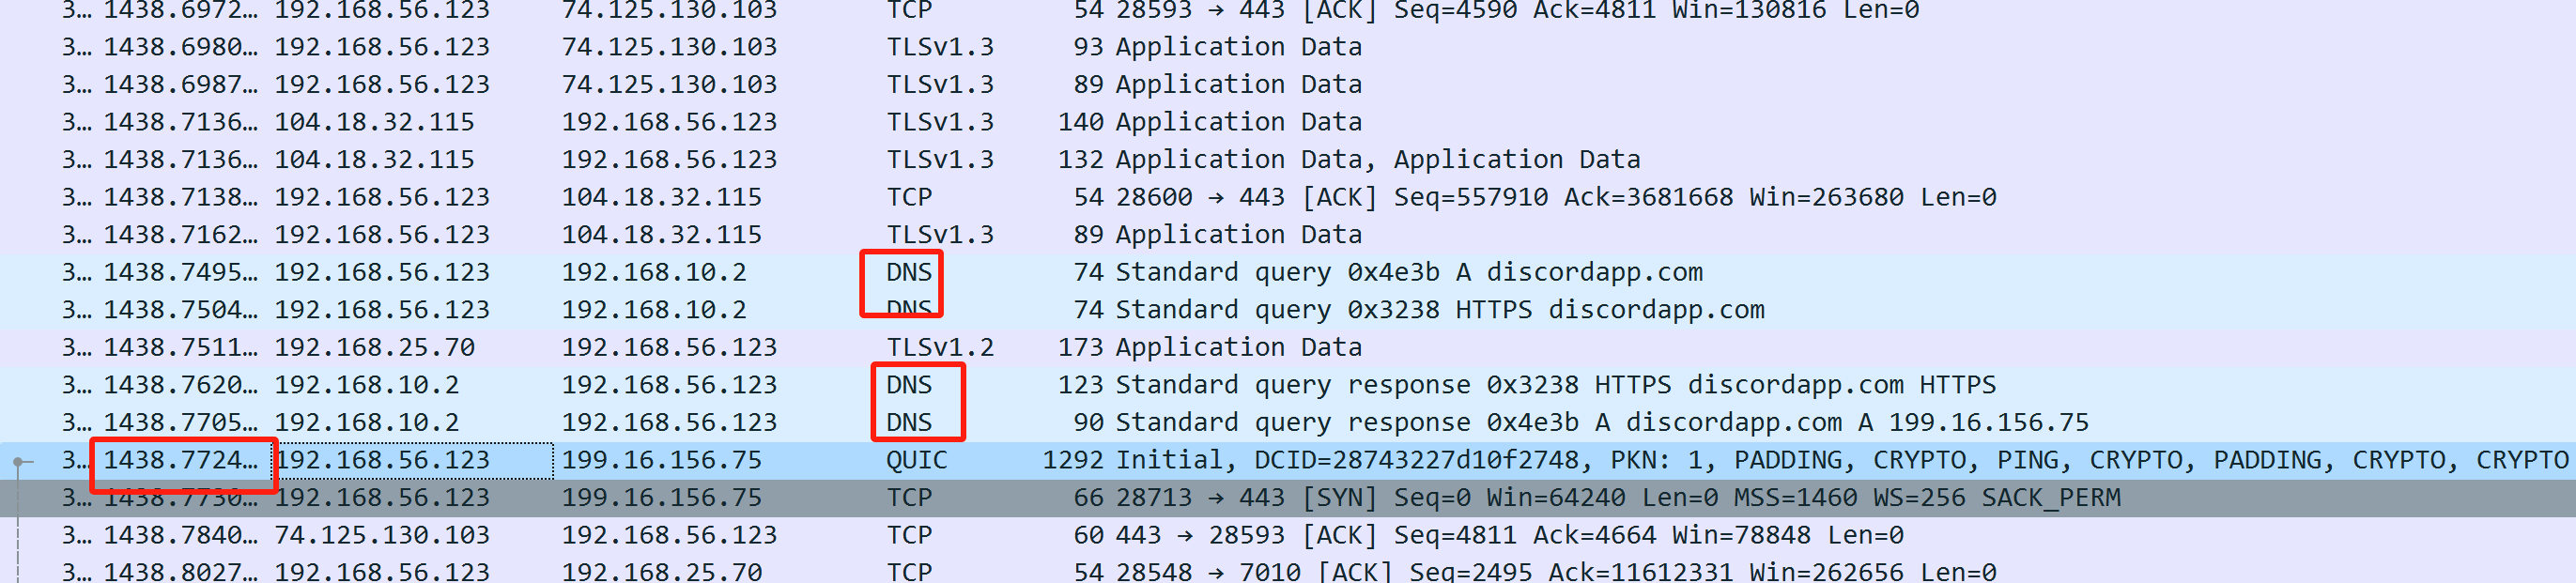 3… 1438.6972… 192.168.56.123 74.125.130.103 TCP 54 28593 → 443 [ACK] Seq=4590 Ack=4811 Win=130816 Len=0
3… 1438.6980… 192.168.56.123 74.125.130.103 TLSv1.3 93 Application Data
3… 1438.6987… 192.168.56.123 74.125.130.103 TLSv1.3 89 Application Data
3… 1438.7136… 104.18.32.115 192.168.56.123 TLSv1.3 140 Application Data
3… 1438.7136… 104.18.32.115 192.168.56.123 TLSv1.3 132 Application Data, Application Data
3… 1438.7138… 192.168.56.123 104.18.32.115 TCP 54 28600 → 443 [ACK] Seq=557910 Ack=3681668 Win=263680 Len=0
3… 1438.7162… 192.168.56.123 104.18.32.115 TLSv1.3 89 Application Data
3… 1438.7495… 192.168.56.123 192.168.10.2 DNS 74 Standard query 0x4e3b A discordapp.com
3… 1438.7504… 192.168.56.123 192.168.10.2 DNS 74 Standard query 0x3238 HTTPS discordapp.com
3… 1438.7511… 192.168.25.70 192.168.56.123 TLSv1.2 173 Application Data
3… 1438.7620… 192.168.10.2 192.168.56.123 DNS 123 Standard query response 0x3238 HTTPS discordapp.com HTTPS
3… 1438.7705… 192.168.10.2 192.168.56.123 DNS 90 Standard query response 0x4e3b A discordapp.com A 199.16.156.75
3… 1438.7724… 192.168.56.123 199.16.156.75 QUIC 1292 Initial, DCID=28743227d10f2748, PKN: 1, PADDING, CRYPTO, PING, CRYPTO, PADDING, CRYPTO, CRYPTO
3… 1438.7730… 192.168.56.123 199.16.156.75 TCP 66 28713 → 443 [SYN] Seq=0 Win=64240 Len=0 MSS=1460 WS=256 SACK_PERM
3… 1438.7840… 74.125.130.103 192.168.56.123 TCP 60 443 → 28593 [ACK] Seq=4811 Ack=4664 Win=78848 Len=0
3… 1438.8027… 192.168.56.123 192.168.25.70 TCP 54 28548 → 7010 [ACK] Seq=2495 Ack=11612331 Win=262656 Len=0